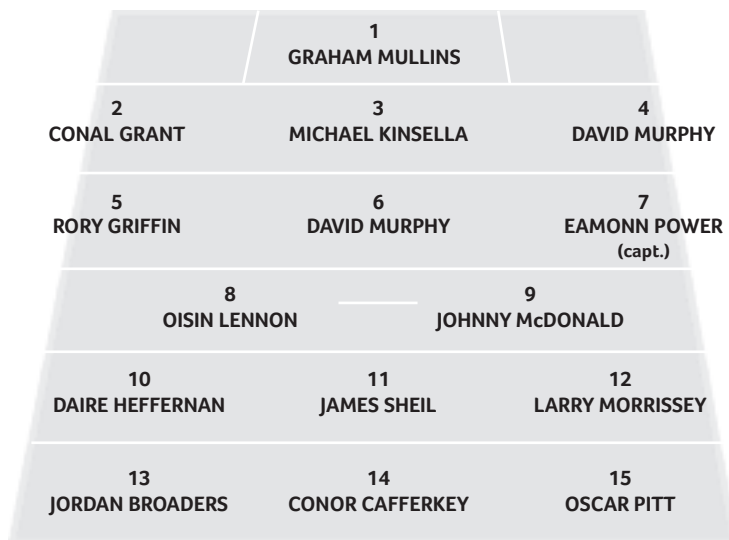 1
GRAHAM MULLINS
2
CONAL GRANT
3
MICHAEL KINSELLA
4
DAVID MURPHY
5
RORY GRIFFIN
6
DAVID MURPHY
7
EAMONN POWER
(capt.)
8
OISIN LENNON
9
JOHNNY McDONALD
10
DAIRE HEFFERNAN
11
JAMES SHEIL
12
LARRY MORRISSEY
13
JORDAN BROADERS
14
CONOR CAFFERKEY
15
OSCAR PITT